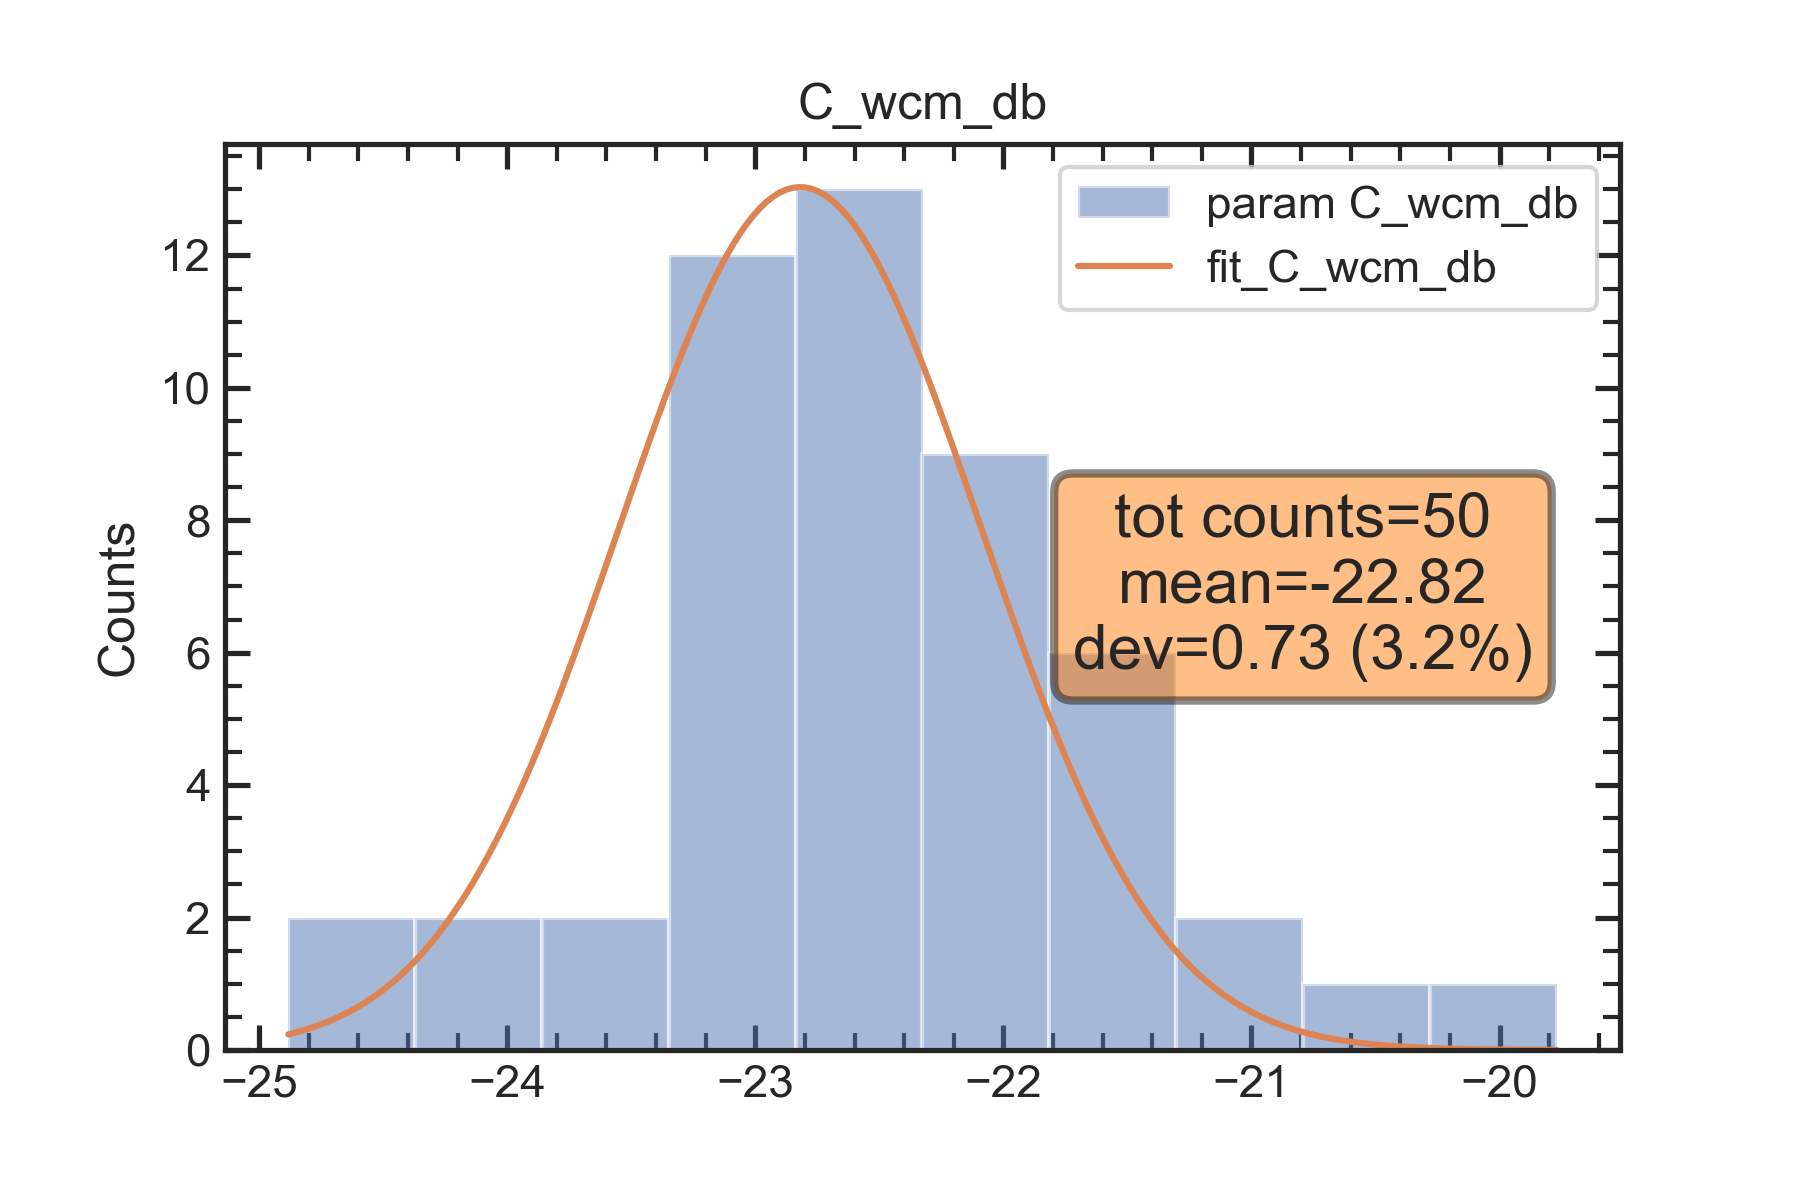 C_wcm_db
param C_wcm_db
fit_C_wcm_db
tot counts=50
mean=-22.82
dev=0.73 (3.2%)
Counts
12
10
8
6
4
2
0
−25 −24 −23 −22 −21 −20